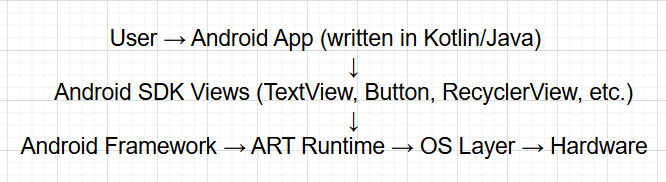 User → Android App (written in Kotlin/Java)
↓
Android SDK Views (TextView, Button, RecyclerView, etc.)
↓
Android Framework → ART Runtime → OS Layer → Hardware